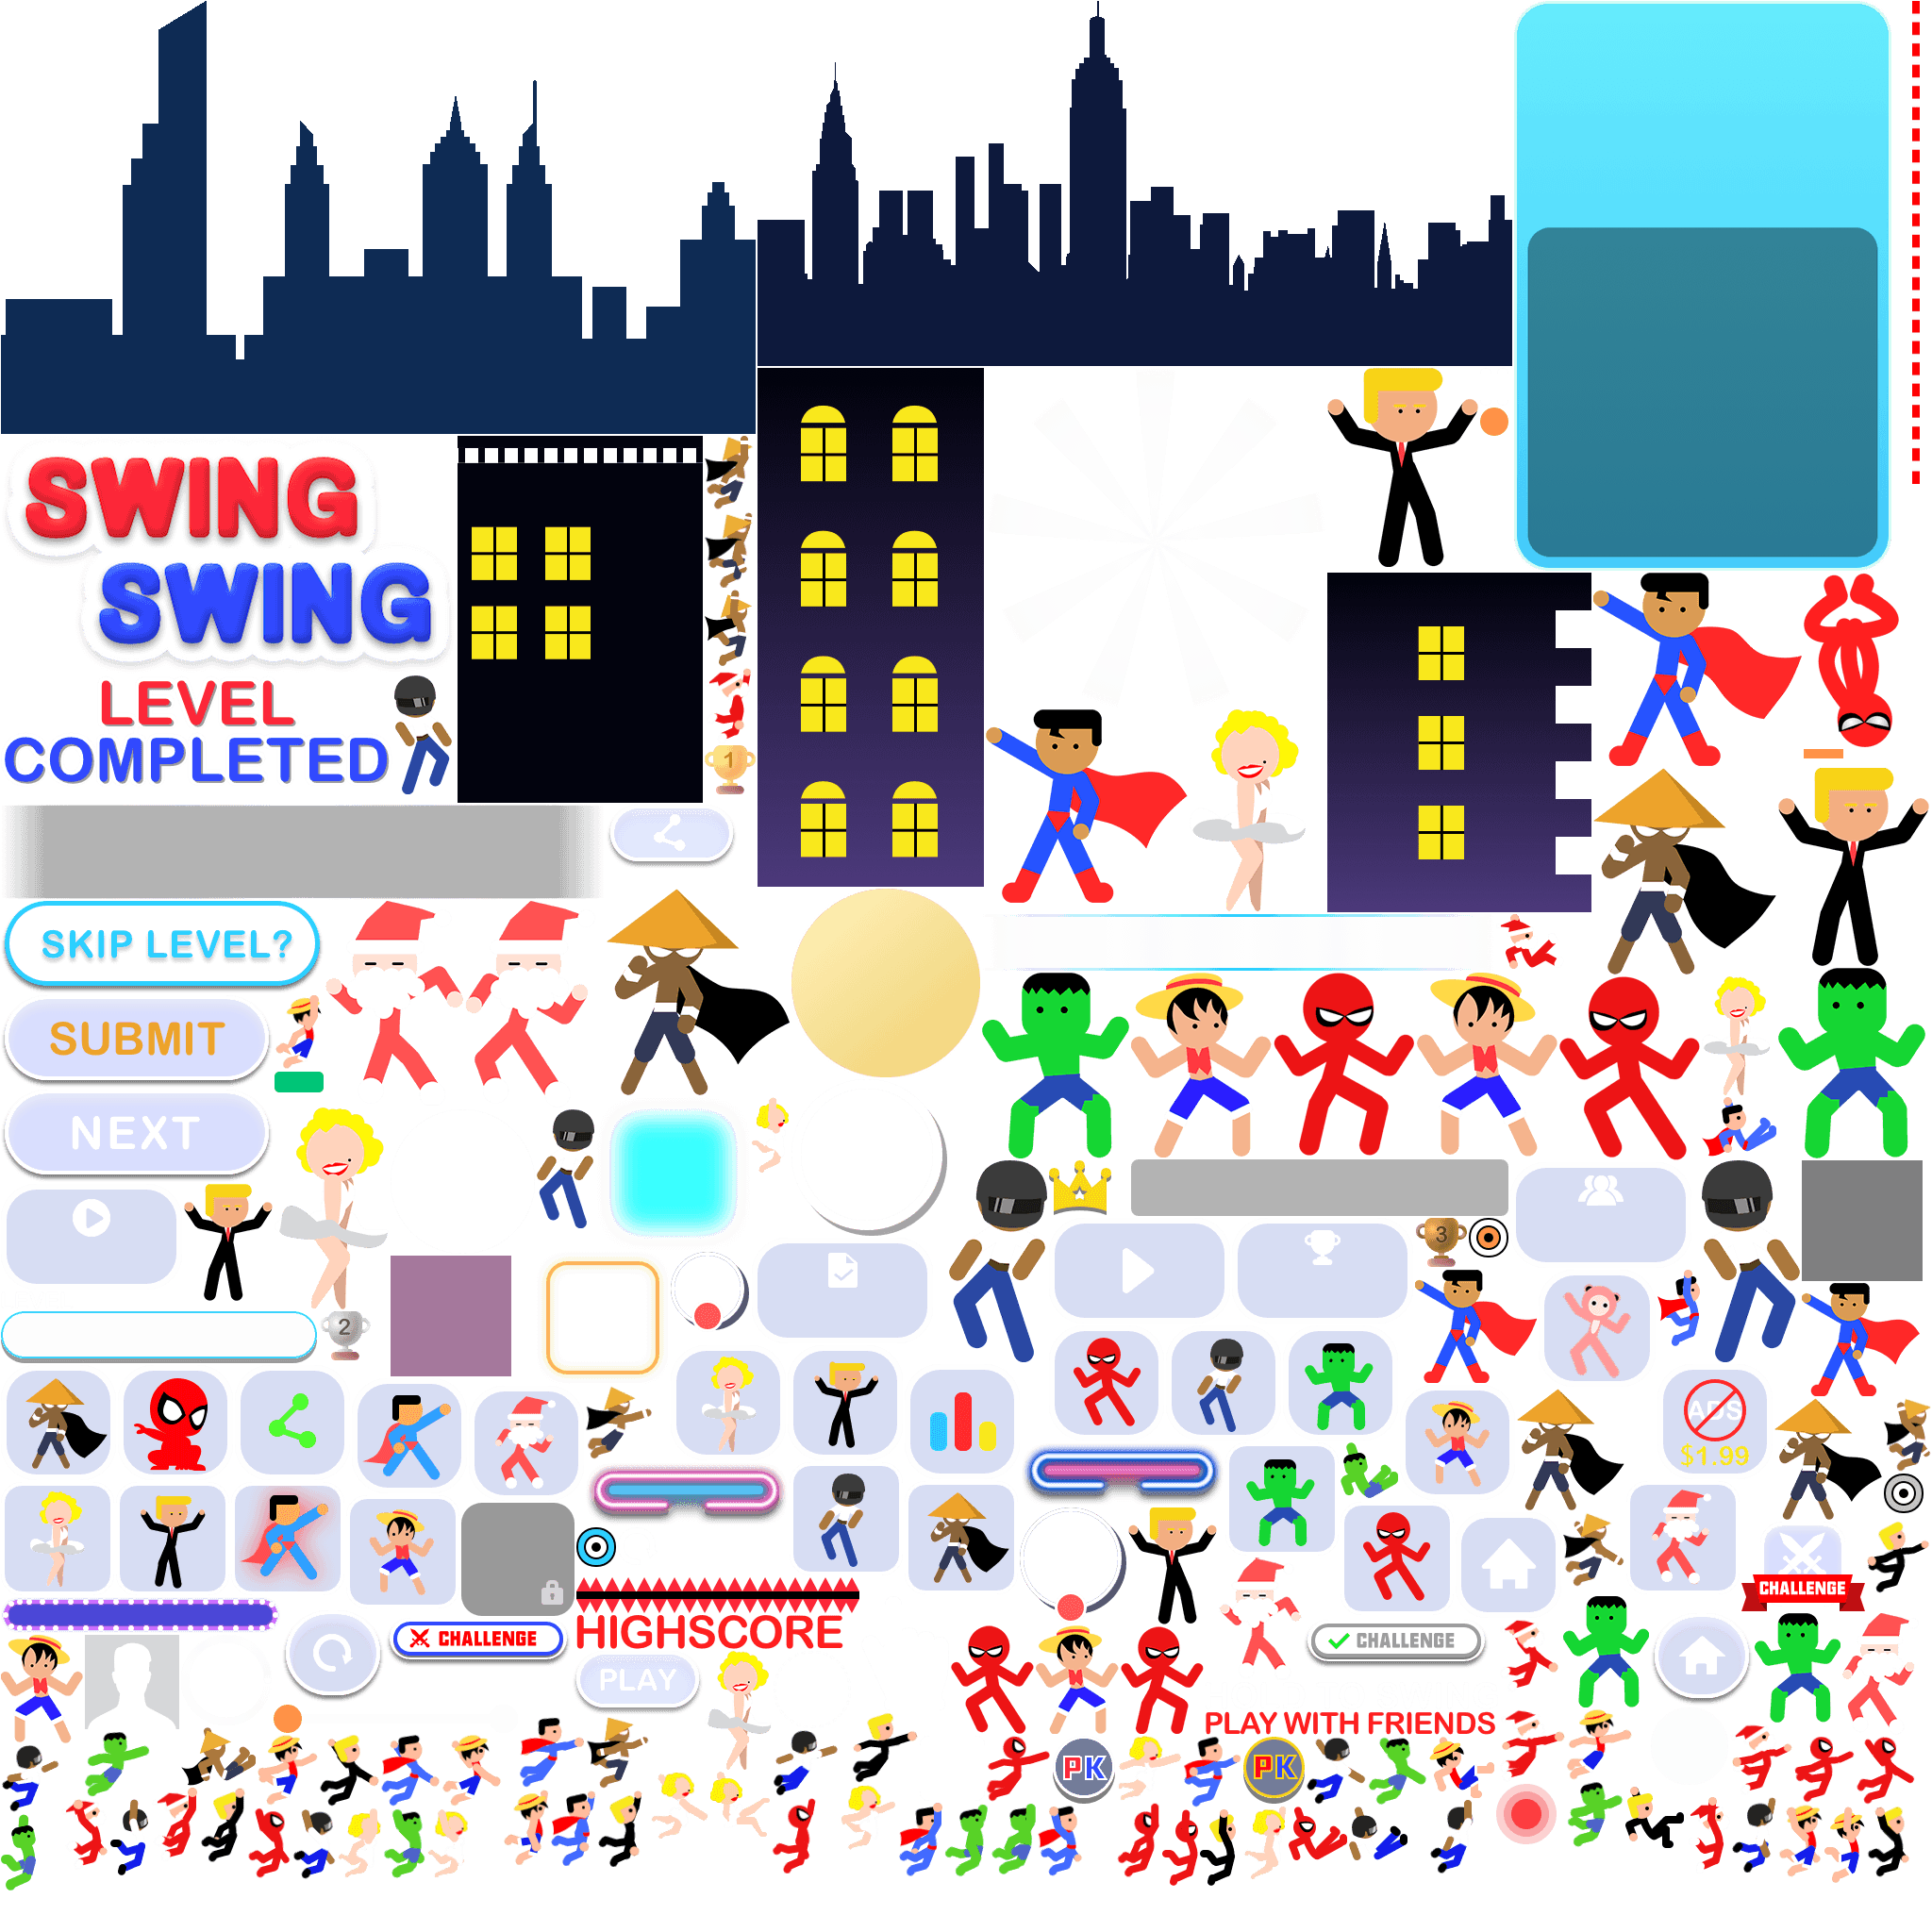 SWING
SWING
LEVEL
COMPLETED
1
SKIP LEVEL?
SUBMIT
NEXT
3
2
ADS
$1.99
CHALLENGE
HIGHSCORE
CHALLENGE
CHALLENGE
PLAY
PLAY WITH FRIENDS
PK
PK